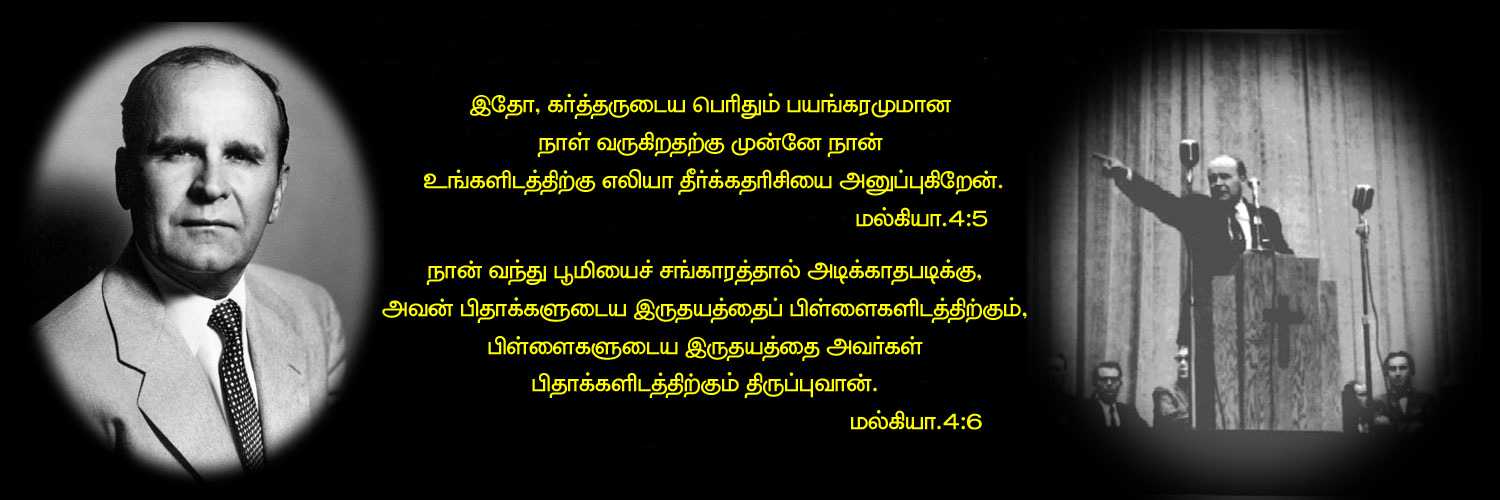 இதோ, கர்த்தருடைய பெரிதும் பயங்கரமுமான
நாள் வருகிறதற்கு முன்னே நான்
உங்களிடத்திற்கு எலியா தீர்க்கதரிசியை அனுப்புகிறேன்.
மல்கியா.4:5
நான் வந்து பூமியைச் சங்காரத்தால் அடிக்காதபடிக்கு,
அவன் பிதாக்களுடைய இருதயத்தைப் பிள்ளைகளிடத்திற்கும்,
பிள்ளைகளுடைய இருதயத்தை அவர்கள்
பிதாக்களிடத்திற்கும் திருப்புவான்.
மல்கியா.4:6